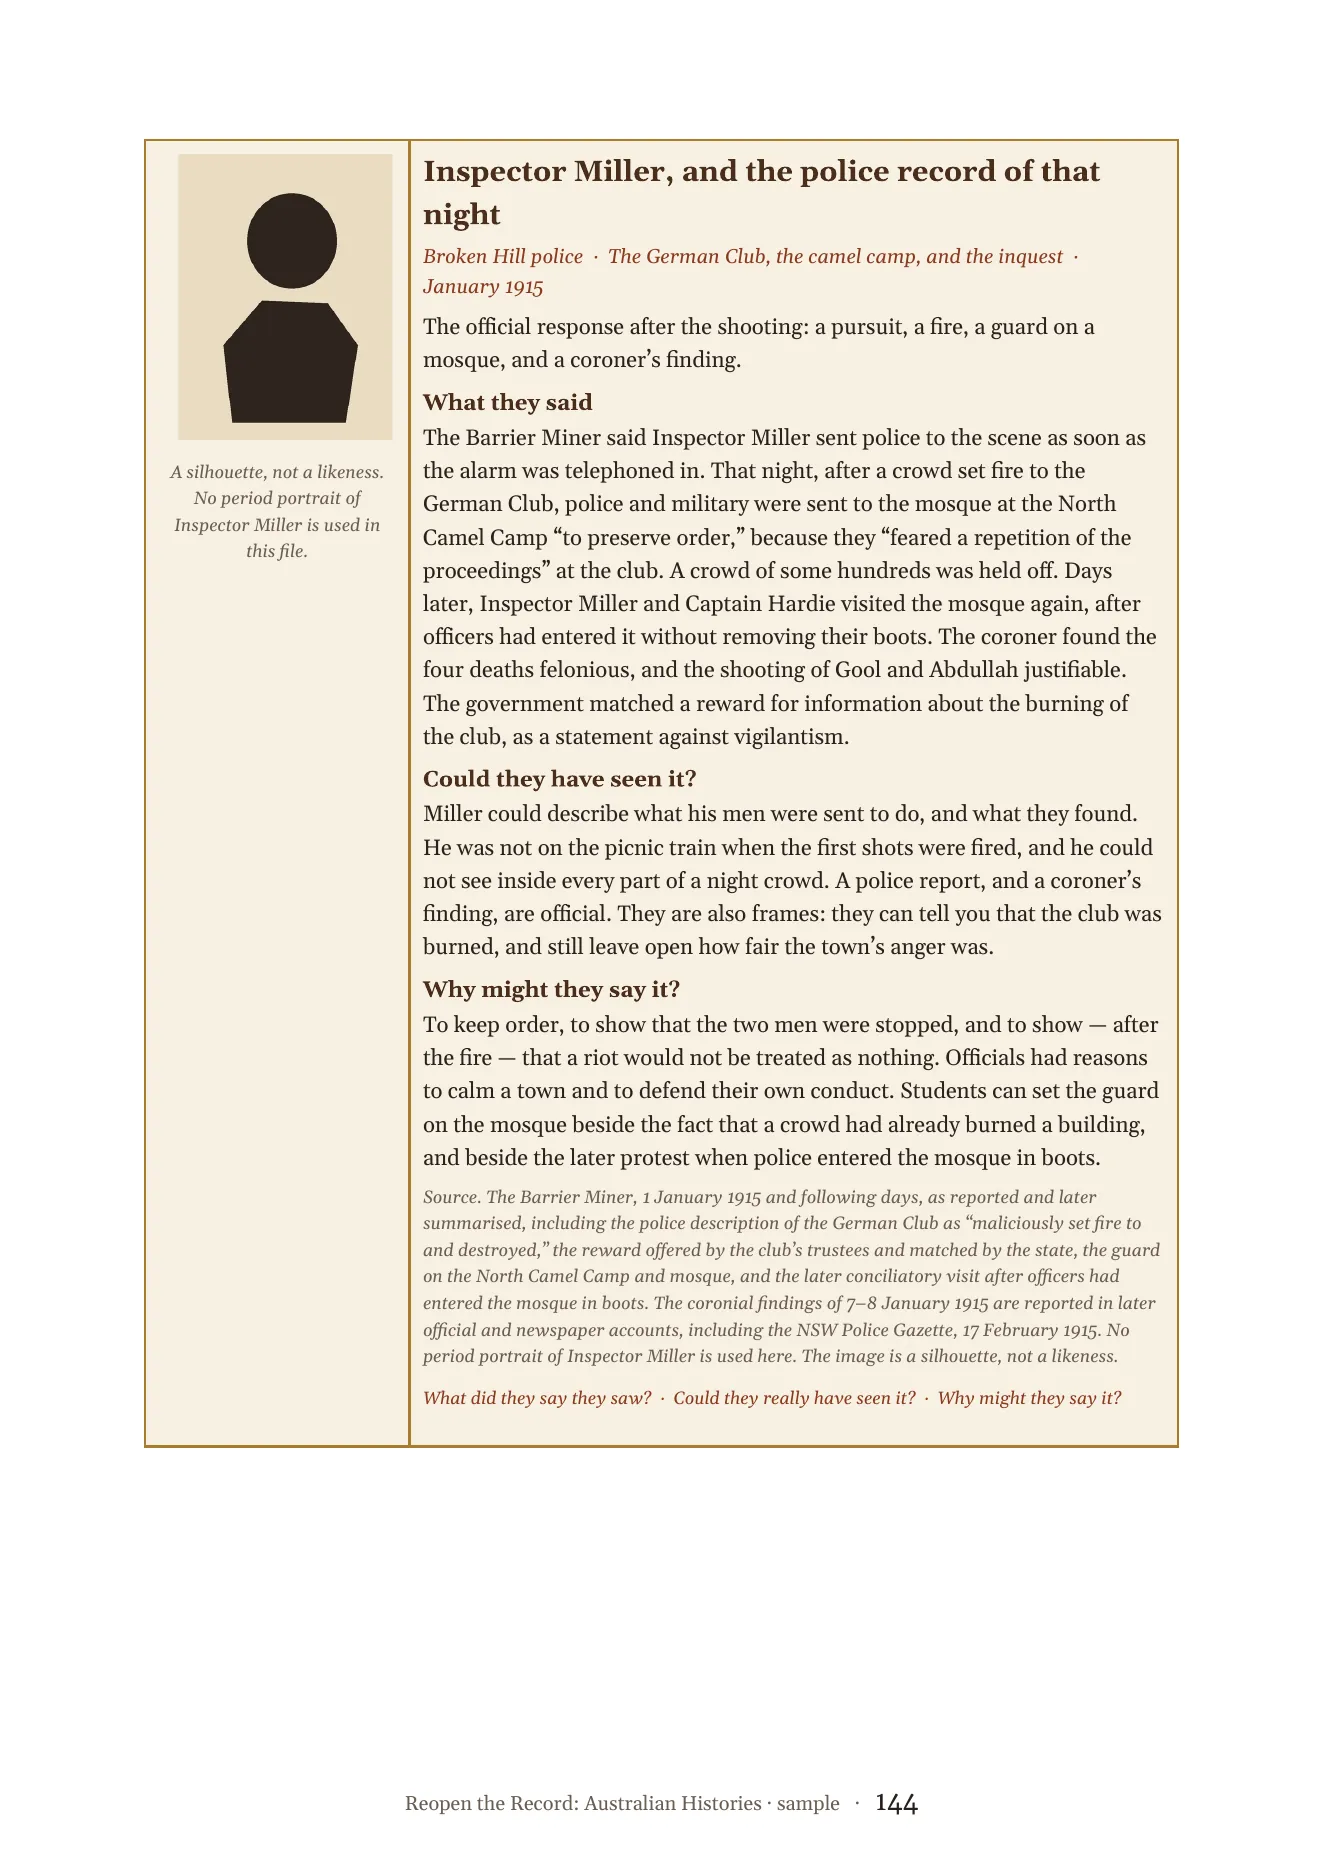 A silhouette, not a likeness.
No period portrait of
Inspector Miller is used in
this file.
Inspector Miller, and the police record of that
night
Broken Hill police · The German Club, the camel camp, and the inquest ·
January 1915
The official response after the shooting: a pursuit, a fire, a guard on a
mosque, and a coroner’s finding.
What they said
The Barrier Miner said Inspector Miller sent police to the scene as soon as
the alarm was telephoned in. That night, after a crowd set fire to the
German Club, police and military were sent to the mosque at the North
Camel Camp “to preserve order,” because they “feared a repetition of the
proceedings” at the club. A crowd of some hundreds was held off. Days
later, Inspector Miller and Captain Hardie visited the mosque again, after
officers had entered it without removing their boots. The coroner found the
four deaths felonious, and the shooting of Gool and Abdullah justifiable.
The government matched a reward for information about the burning of
the club, as a statement against vigilantism.
Could they have seen it?
Miller could describe what his men were sent to do, and what they found.
He was not on the picnic train when the first shots were fired, and he could
not see inside every part of a night crowd. A police report, and a coroner’s
finding, are official. They are also frames: they can tell you that the club was
burned, and still leave open how fair the town’s anger was.
Why might they say it?
To keep order, to show that the two men were stopped, and to show — after
the fire — that a riot would not be treated as nothing. Officials had reasons
to calm a town and to defend their own conduct. Students can set the guard
on the mosque beside the fact that a crowd had already burned a building,
and beside the later protest when police entered the mosque in boots.
Source. The Barrier Miner, 1 January 1915 and following days, as reported and later
summarised, including the police description of the German Club as “maliciously set fire to
and destroyed,” the reward offered by the club’s trustees and matched by the state, the guard
on the North Camel Camp and mosque, and the later conciliatory visit after officers had
entered the mosque in boots. The coronial findings of 7–8 January 1915 are reported in later
official and newspaper accounts, including the NSW Police Gazette, 17 February 1915. No
period portrait of Inspector Miller is used here. The image is a silhouette, not a likeness.
What did they say they saw? · Could they really have seen it? · Why might they say it?
Reopen the Record: Australian Histories · sample · 144